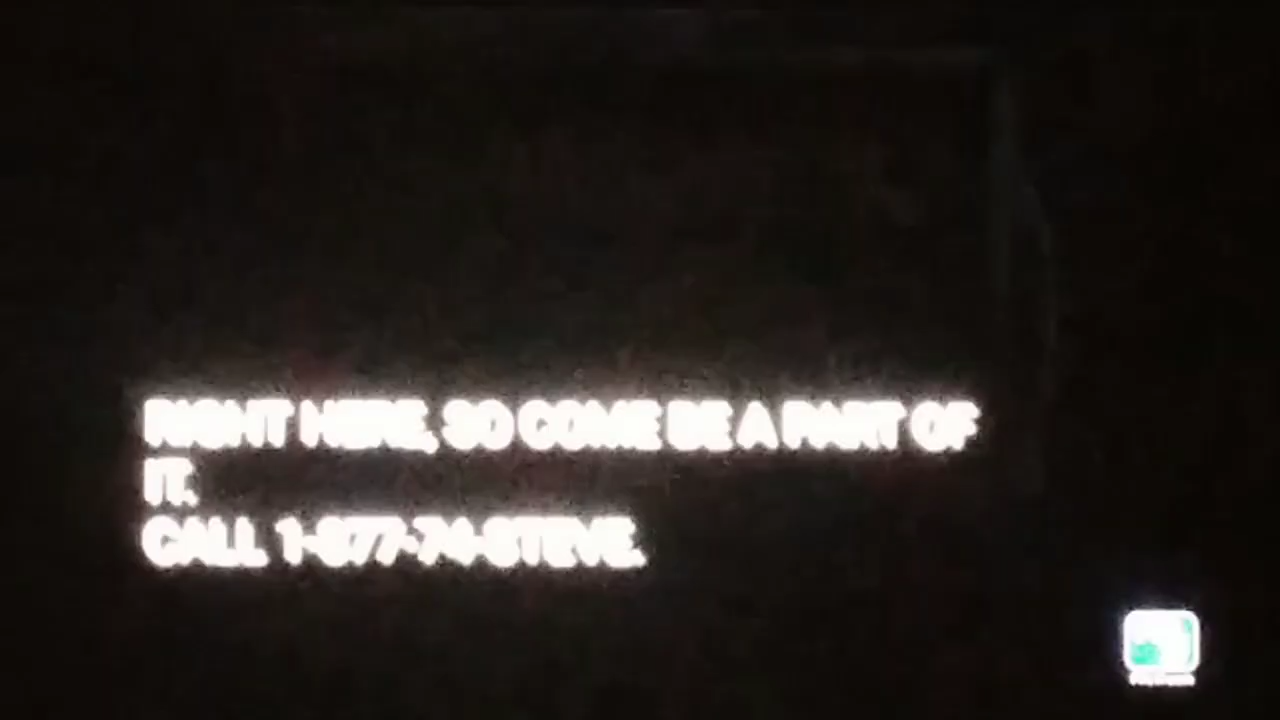 RIGHT HERE, SO COME BE A PART OF
IT.
CALL 1-877-74-STEVE.